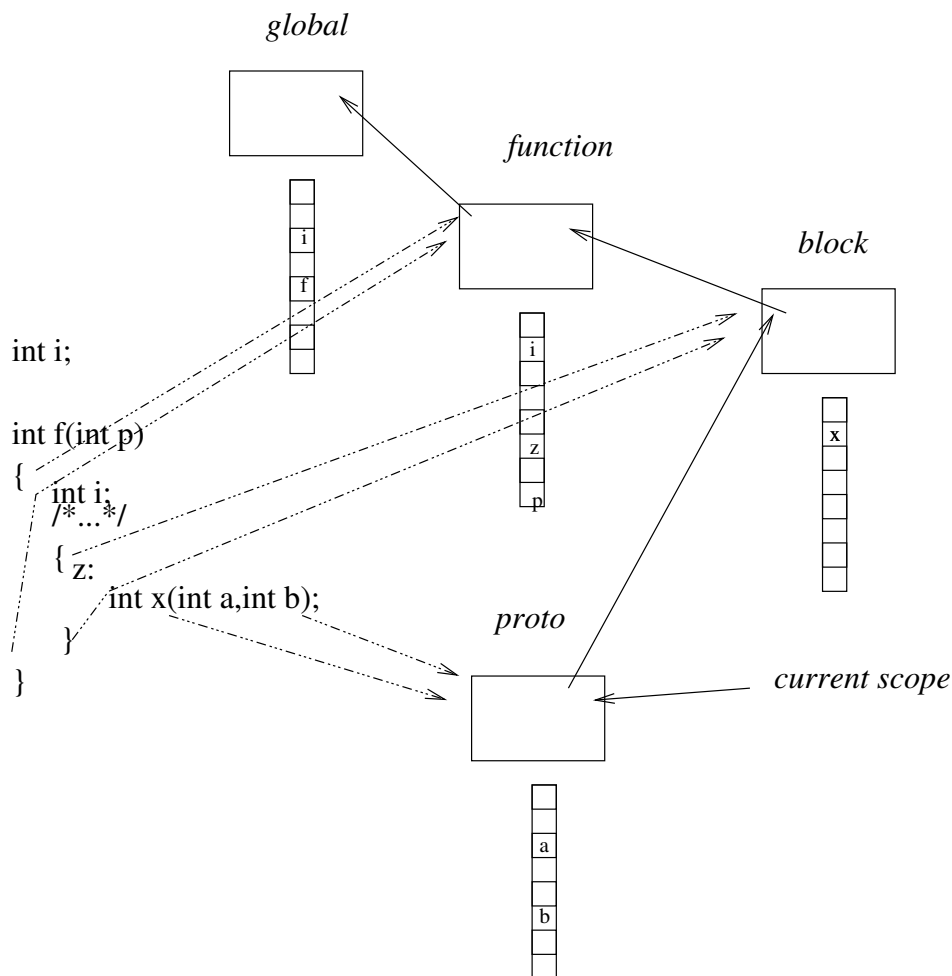 global
function
block
i
f
int i;
i
x
int f(int p)
{
int i;
z
/*...*/
p
{
z:
int x(int a,int b);
proto
}
}
current scope
a
b